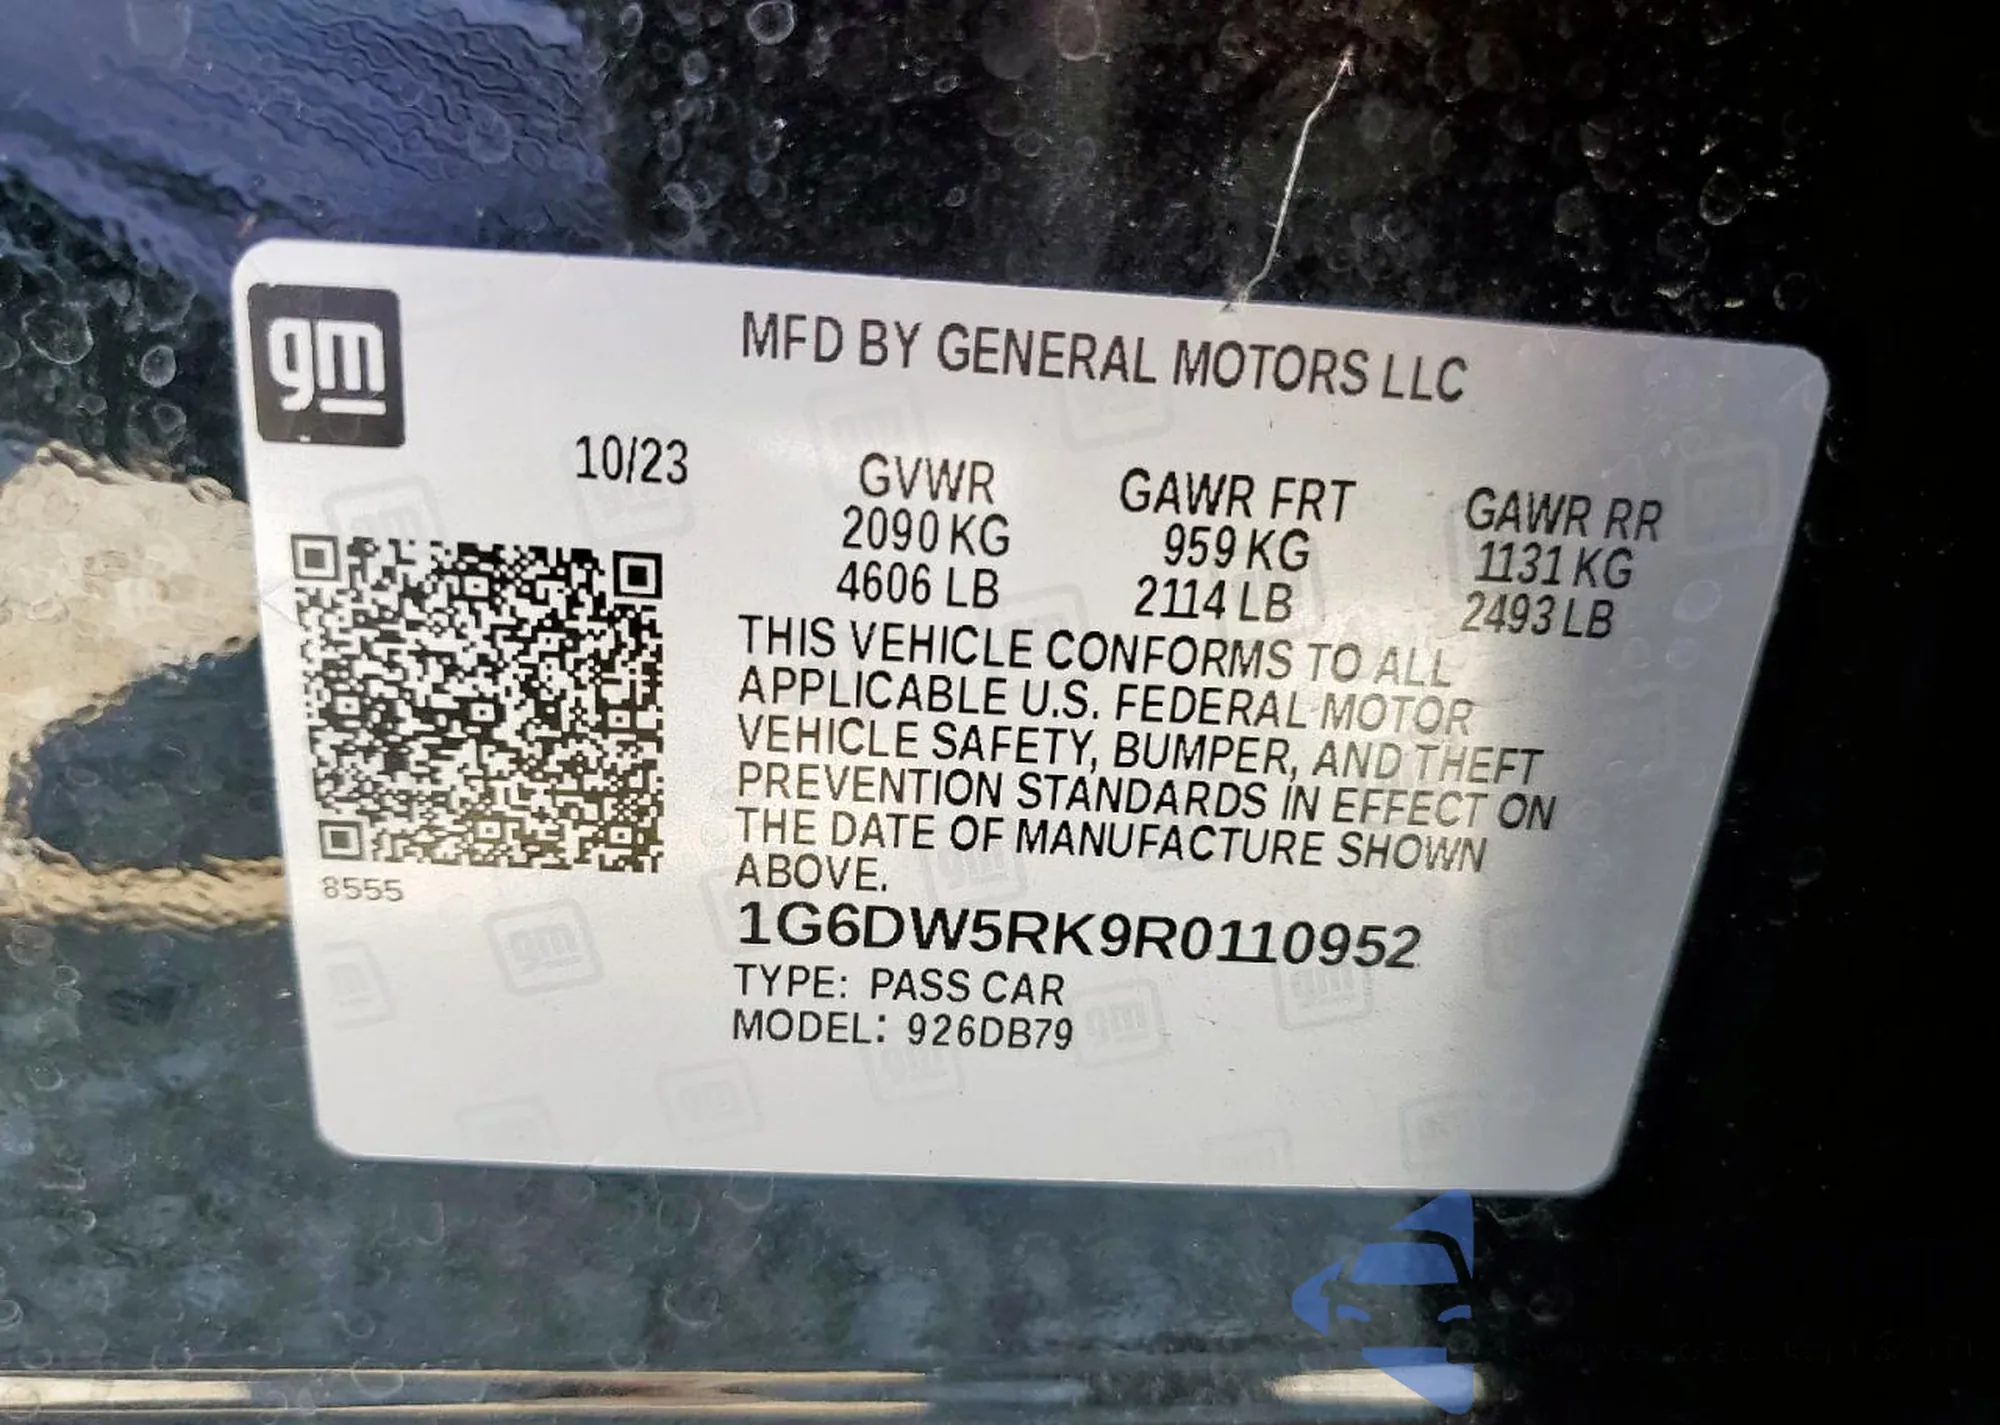 gm
MFD BY GENERAL MOTORS LLC
10/23
GVWR GAWR FRT GAWR RR
2090 KG 959 KG 1131 KG
4606 LB 2114 LB 2493 LB
THIS VEHICLE CONFORMS TO ALL
APPLICABLE U.S. FEDERAL MOTOR
VEHICLE SAFETY, BUMPER, AND THEFT
PREVENTION STANDARDS IN EFFECT ON
THE DATE OF MANUFACTURE SHOWN
ABOVE.
8555
1G6DW5RK9R0110952
TYPE: PASS CAR
MODEL: 926DB79